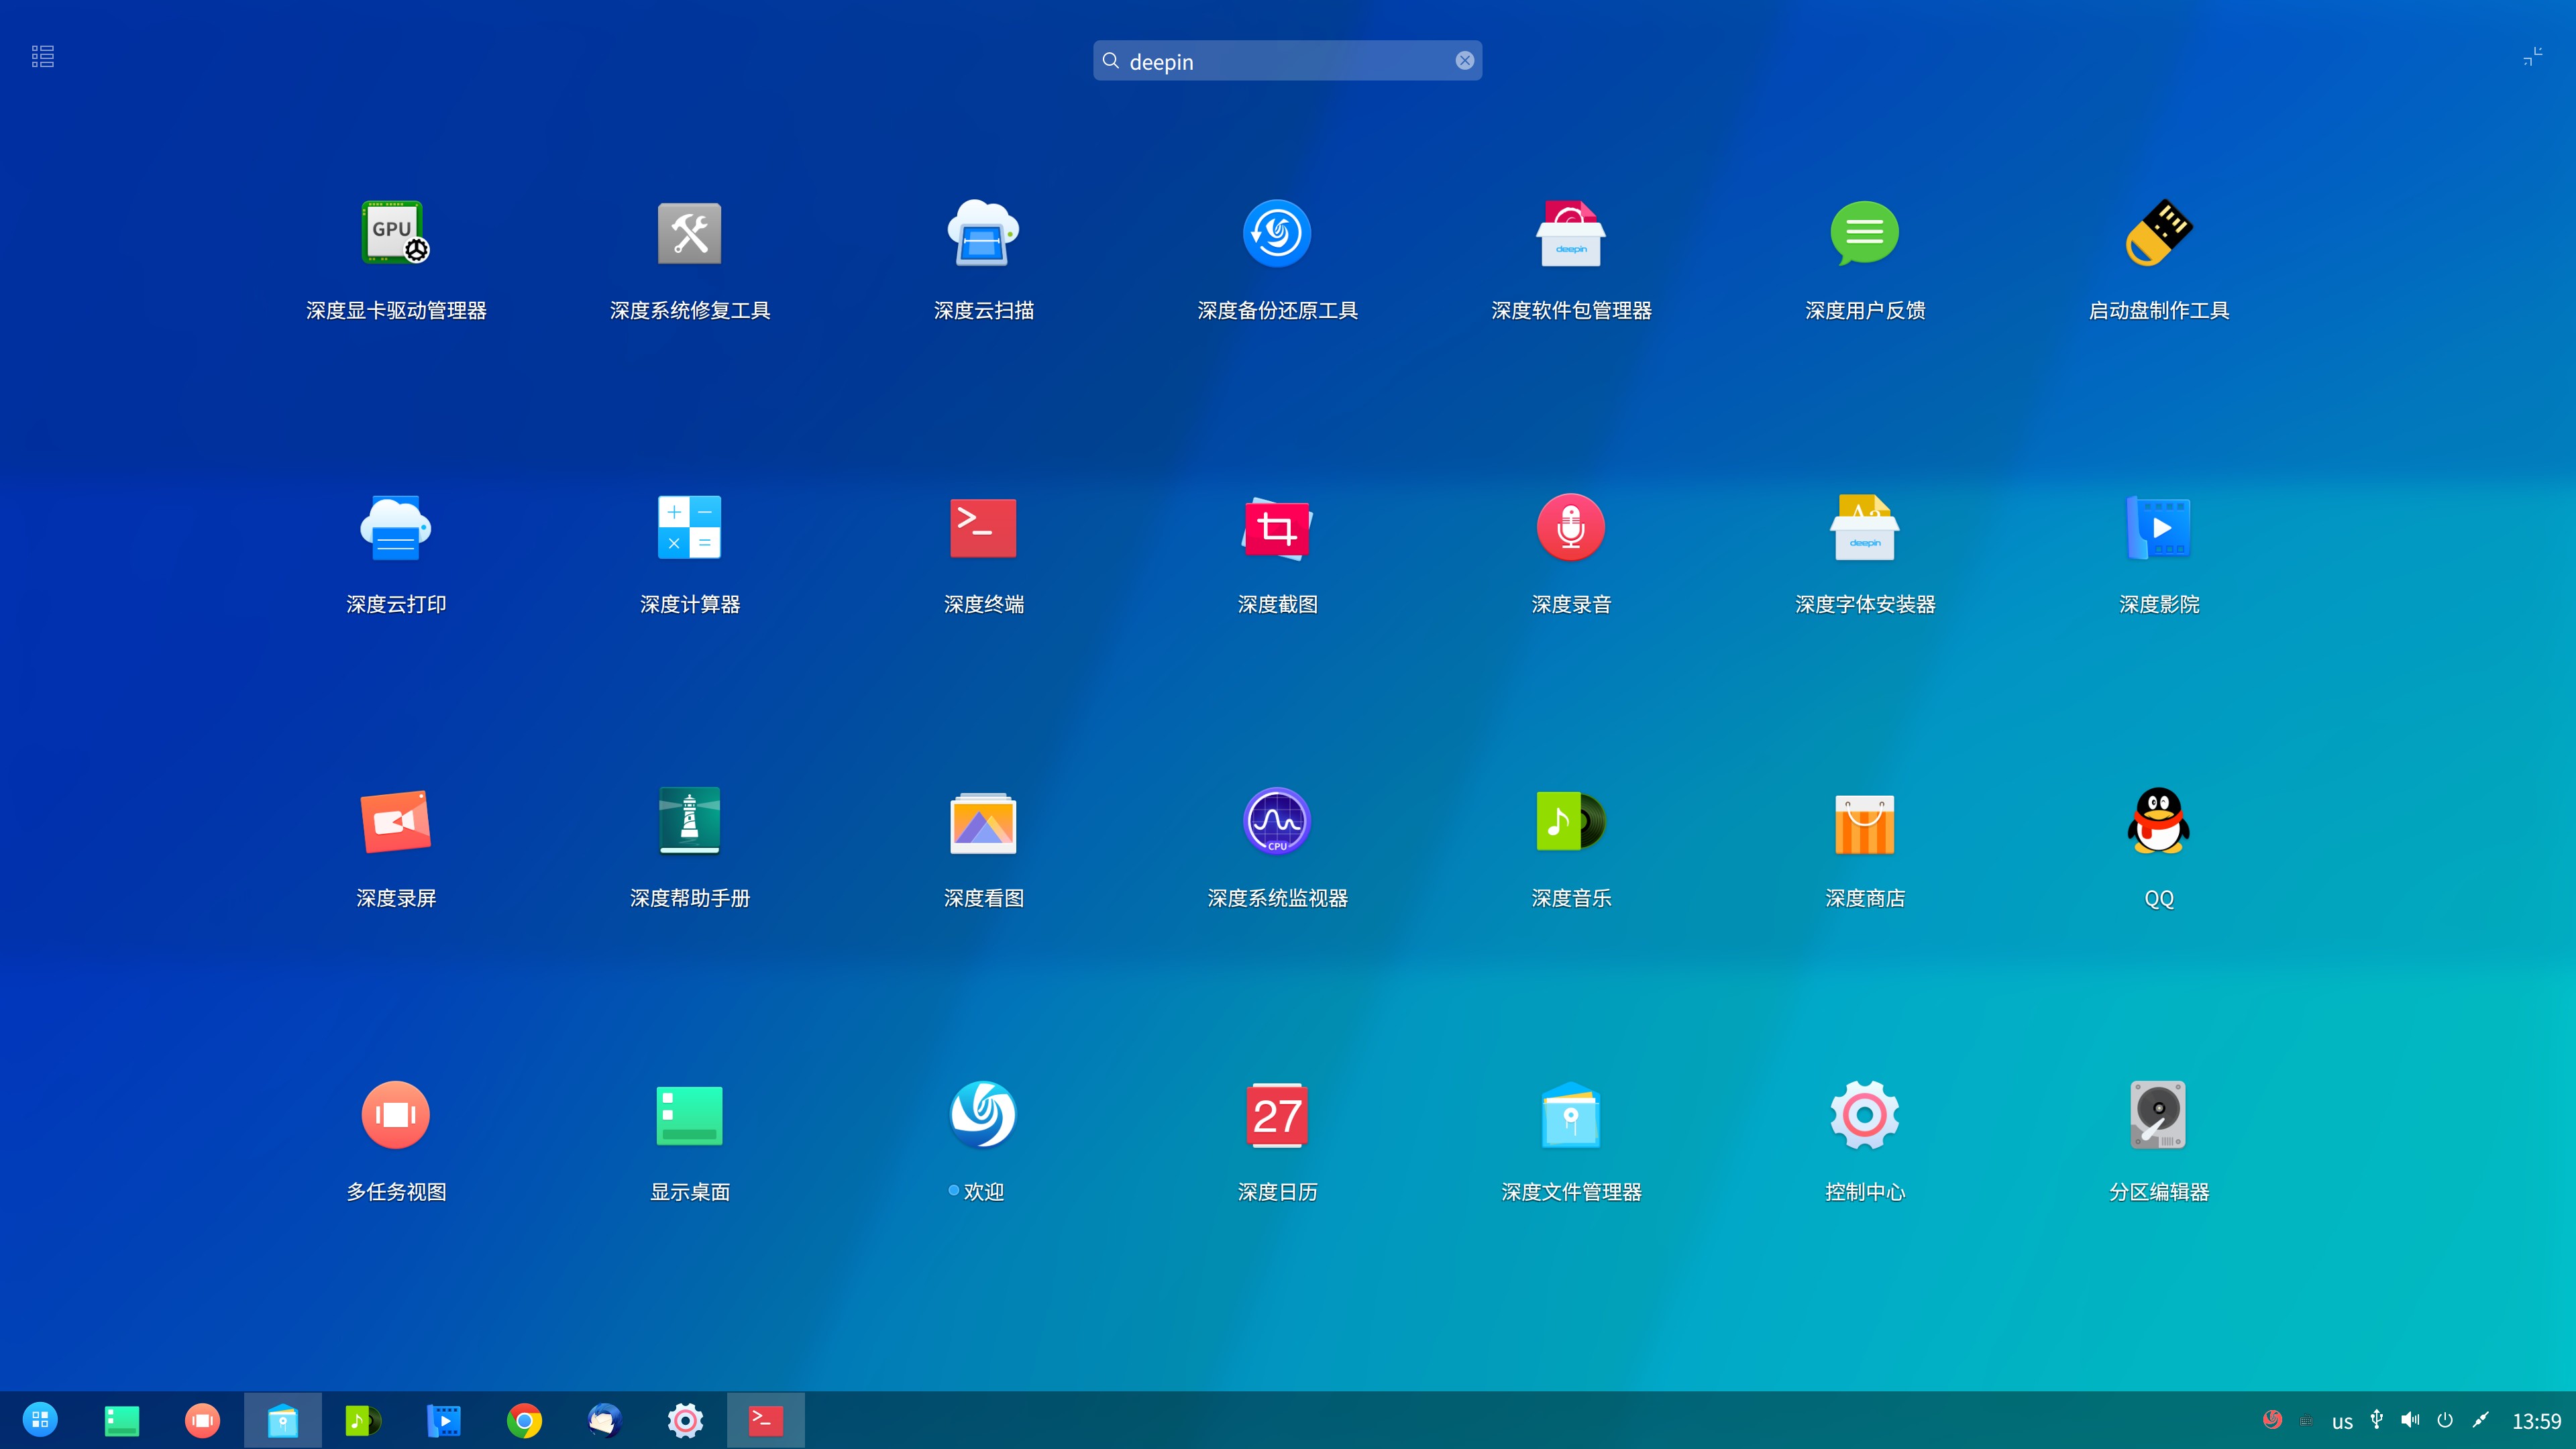 deepin
GPU
deepin
深度显卡驱动管理器
深度系统修复工具
深度云扫描
深度备份还原工具
深度软件包管理器
深度用户反馈
启动盘制作工具
Aa
deepin
深度云打印
深度计算器
深度终端
深度截图
深度录音
深度字体安装器
深度影院
CPU
深度录屏
深度帮助手册
深度看图
深度系统监视器
深度音乐
深度商店
QQ
27
多任务视图
显示桌面
欢迎
深度日历
深度文件管理器
控制中心
分区编辑器
us
13:59